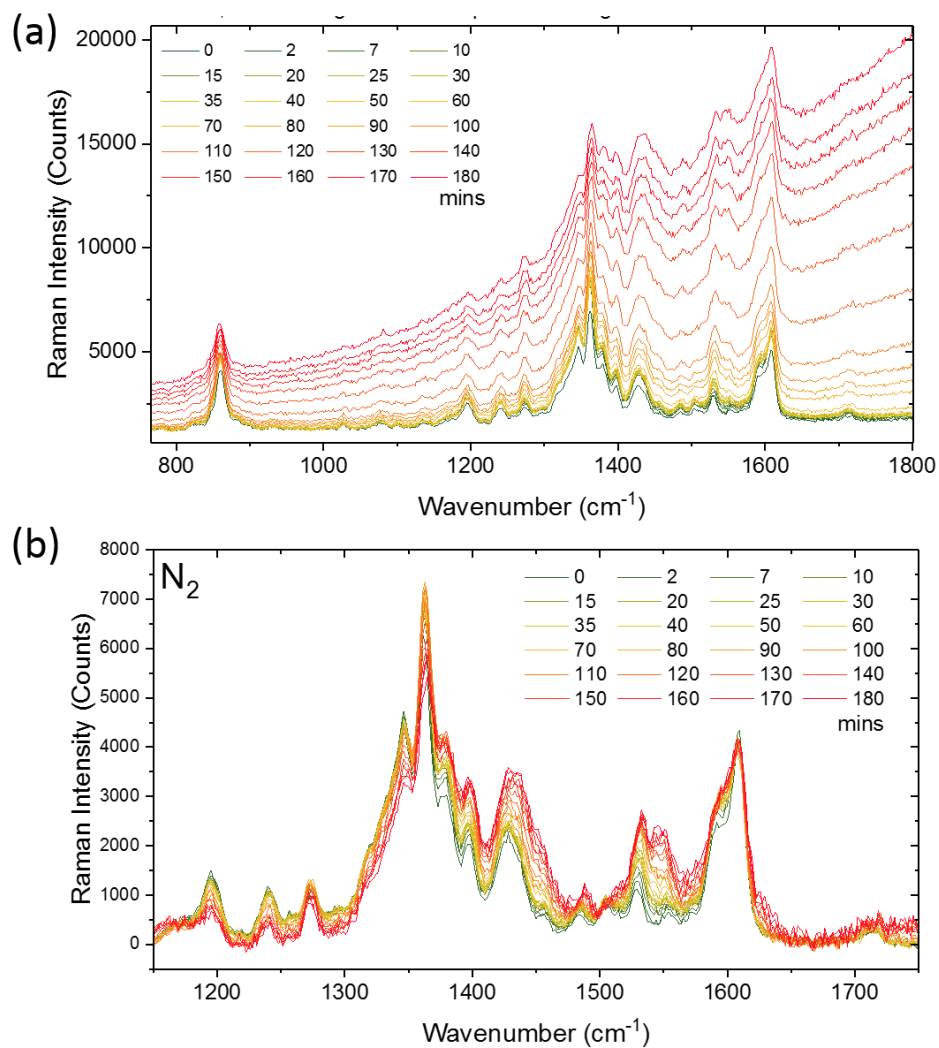 (a)
20000
15000
10000
5000
Raman Intensity (Counts)
0 2 7 10
15 20 25 30
35 40 50 60
70 80 90 100
110 120 130 140
150 160 170 180
mins
800 1000 1200 1400 1600 1800
Wavenumber (cm⁻¹)
(b)
8000
7000
6000
5000
4000
3000
2000
1000
0
Raman Intensity (Counts)
N₂
0 2 7 10
15 20 25 30
35 40 50 60
70 80 90 100
110 120 130 140
150 160 170 180
mins
1200 1300 1400 1500 1600 1700
Wavenumber (cm⁻¹)